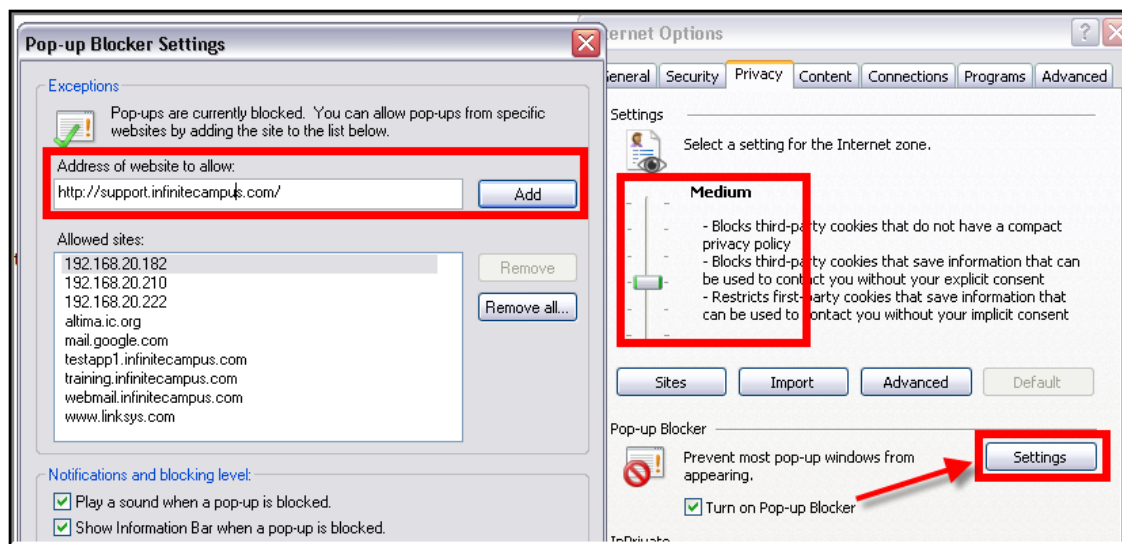 Pop-up Blocker Settings
Exceptions
Pop-ups are currently blocked. You can allow pop-ups from specific
websites by adding the site to the list below.
Address of website to allow:
http://support.infinitecampus.com/
Add
Allowed sites:
192.168.20.182
192.168.20.210
192.168.20.222
altima.ic.org
mail.google.com
testapp1.infinitecampus.com
training.infinitecampus.com
webmail.infinitecampus.com
www.linksys.com
Remove
Remove all...
Notifications and blocking level:
Play a sound when a pop-up is blocked.
Show Information Bar when a pop-up is blocked.
ternet Options
General Security Privacy Content Connections Programs Advanced
Settings
Select a setting for the Internet zone.
Medium
- Blocks third-party cookies that do not have a compact
privacy policy
- Blocks third-party cookies that save information that can
be used to contact you without your explicit consent
- Restricts first-party cookies that save information that
can be used to contact you without your implicit consent
Sites Import Advanced Default
Pop-up Blocker
Prevent most pop-up windows from
appearing.
Settings
Turn on Pop-up Blocker
InPrivate